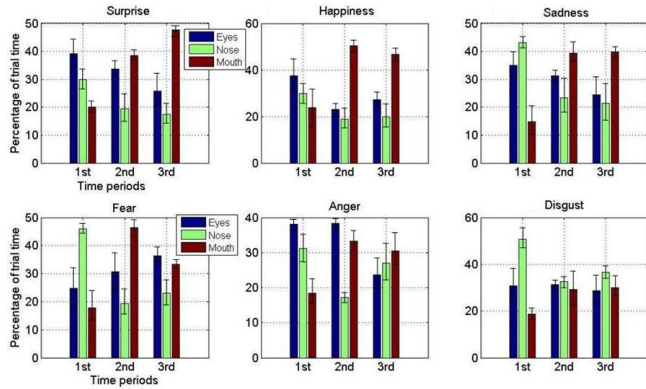 Surprise
50
40
30
20
10
0
Percentage of trial time
1st 2nd 3rd
Time periods
Eyes
Nose
Mouth
Happiness
60
40
20
0
1st 2nd 3rd
Sadness
50
40
30
20
10
0
1st 2nd 3rd
Fear
50
40
30
20
10
0
Percentage of trial time
1st 2nd 3rd
Time periods
Eyes
Nose
Mouth
Anger
40
30
20
10
0
1st 2nd 3rd
Disgust
60
40
20
0
1st 2nd 3rd